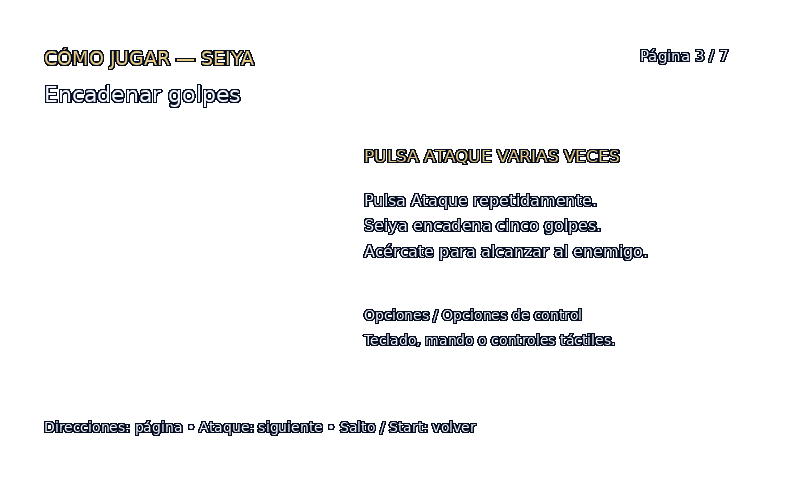 CÓMO JUGAR — SEIYA
Página 3 / 7
Encadenar golpes
PULSA ATAQUE VARIAS VECES
Pulsa Ataque repetidamente.
Seiya encadena cinco golpes.
Acércate para alcanzar al enemigo.
Opciones / Opciones de control
Teclado, mando o controles táctiles.
Direcciones: página • Ataque: siguiente • Salto / Start: volver